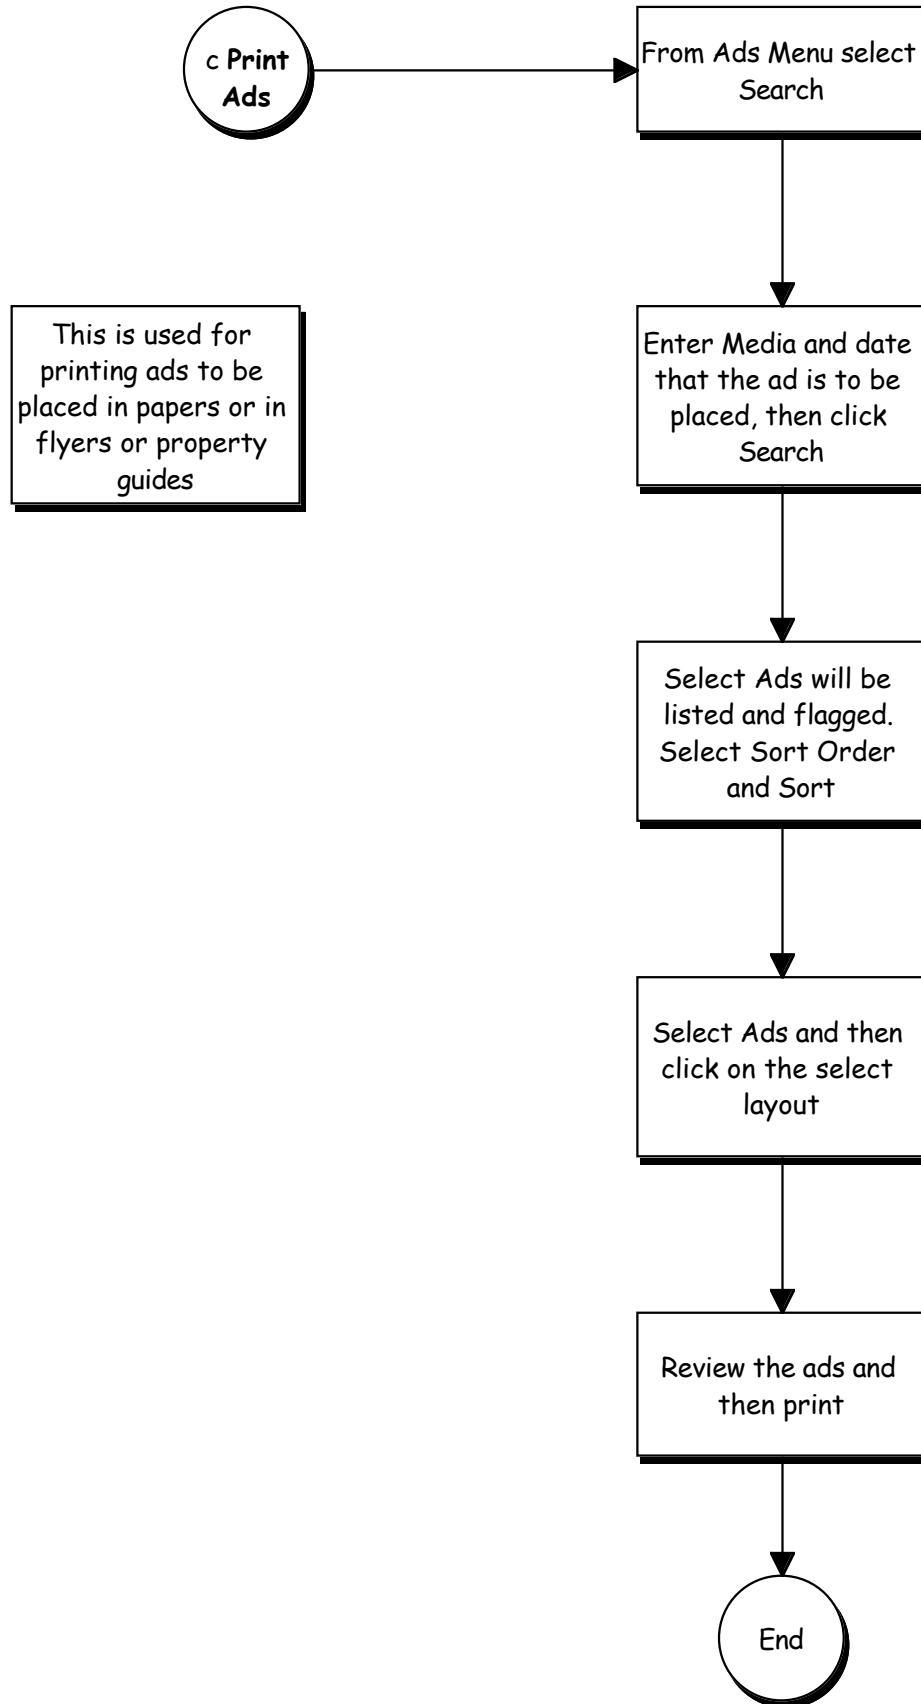 c Print
Ads
From Ads Menu select
Search
This is used for
printing ads to be
placed in papers or in
flyers or property
guides
Enter Media and date
that the ad is to be
placed, then click
Search
Select Ads will be
listed and flagged.
Select Sort Order
and Sort
Select Ads and then
click on the select
layout
Review the ads and
then print
End